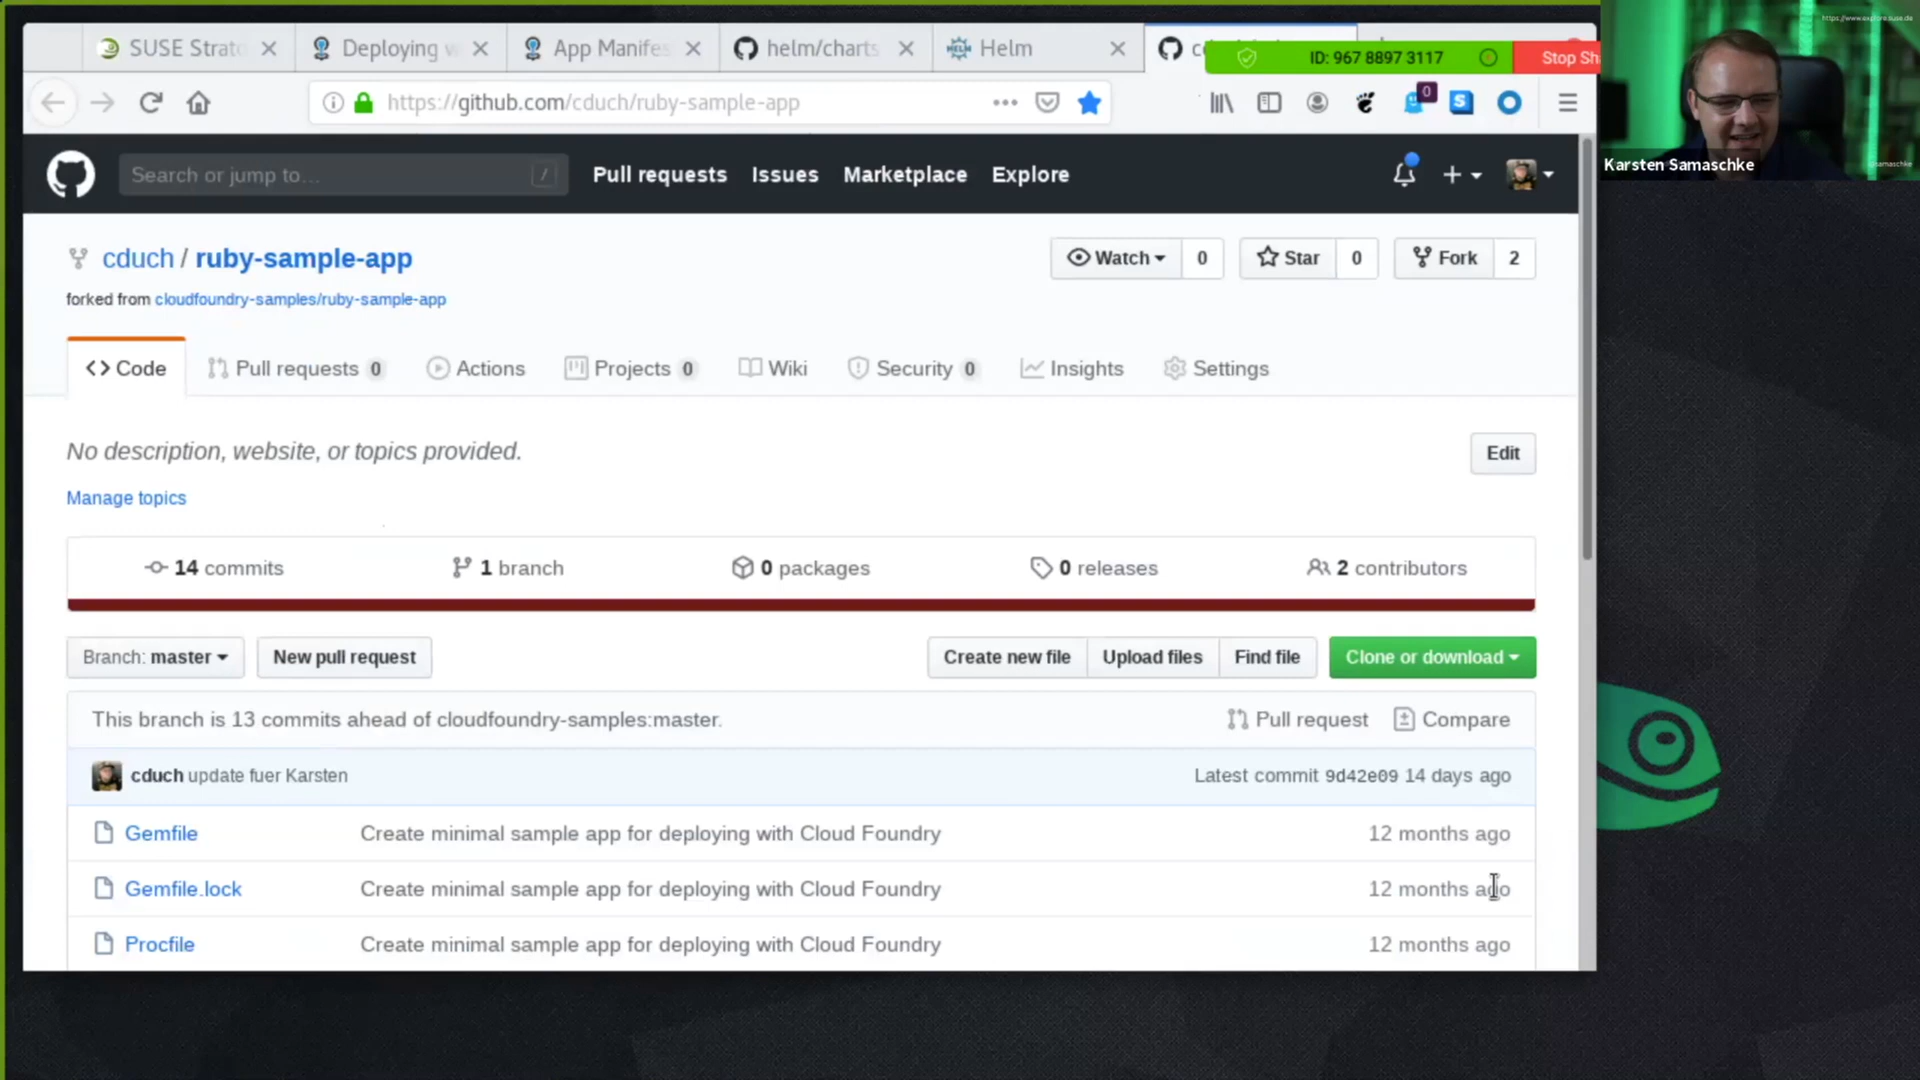 SUSE Strat
Deploying w
App Manifes
helm/charts
Helm
ID: 967 8897 3117
Stop Sh
https://www.explore.suse.de
https://github.com/cduch/ruby-sample-app
0
Karsten Samaschke
Search or jump to...
/
Pull requests
Issues
Marketplace
Explore
cduch / ruby-sample-app
Watch
0
Star
0
Fork
2
forked from cloudfoundry-samples/ruby-sample-app
Code
Pull requests 0
Actions
Projects 0
Wiki
Security 0
Insights
Settings
No description, website, or topics provided.
Edit
Manage topics
14 commits
1 branch
0 packages
0 releases
2 contributors
Branch: master
New pull request
Create new file
Upload files
Find file
Clone or download
This branch is 13 commits ahead of cloudfoundry-samples:master.
Pull request
Compare
cduch update fuer Karsten
Latest commit 9d42e09 14 days ago
Gemfile
Create minimal sample app for deploying with Cloud Foundry
12 months ago
Gemfile.lock
Create minimal sample app for deploying with Cloud Foundry
12 months ago
Procfile
Create minimal sample app for deploying with Cloud Foundry
12 months ago